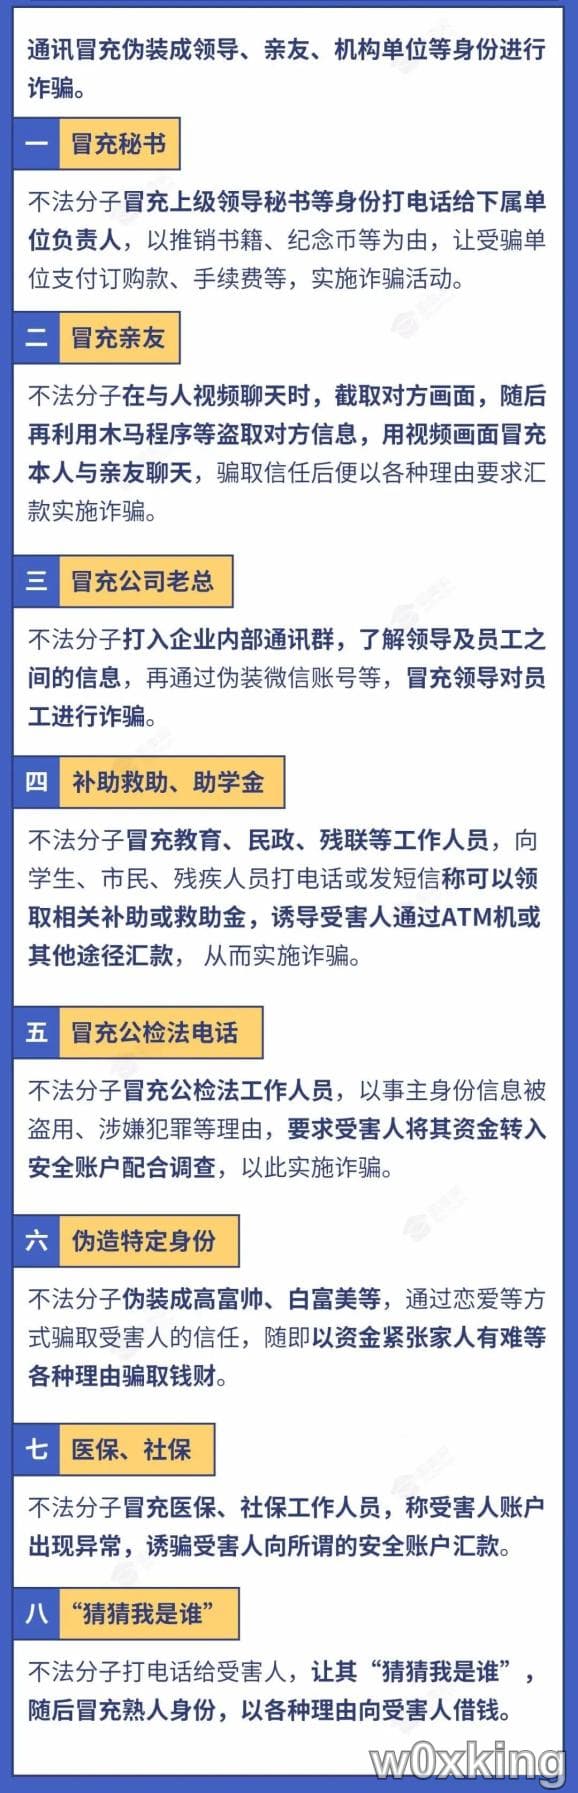 通讯冒充伪装成领导、亲友、机构单位等身份进行
诈骗。
一 冒充秘书
不法分子冒充上级领导秘书等身份打电话给下属单
位负责人，以推销书籍、纪念币等为由，让受骗单
位支付订购款、手续费等，实施诈骗活动。
二 冒充亲友
不法分子在与人视频聊天时，截取对方画面，随后
再利用木马程序等盗取对方信息，用视频画面冒充
本人与亲友聊天，骗取信任后便以各种理由要求汇
款实施诈骗。
三 冒充公司老总
不法分子打入企业内部通讯群，了解领导及员工之
间的信息，再通过伪装微信账号等，冒充领导对员
工进行诈骗。
四 补助救助、助学金
不法分子冒充教育、民政、残联等工作人员，向
学生、市民、残疾人员打电话或发短信称可以领
取相关补助或救助金，诱导受害人通过ATM机或
其他途径汇款， 从而实施诈骗。
五 冒充公检法电话
不法分子冒充公检法工作人员，以事主身份信息被
盗用、涉嫌犯罪等理由，要求受害人将其资金转入
安全账户配合调查，以此实施诈骗。
六 伪造特定身份
不法分子伪装成高富帅、白富美等，通过恋爱等方
式骗取受害人的信任，随即以资金紧张家人有难等
各种理由骗取钱财。
七 医保、社保
不法分子冒充医保、社保工作人员，称受害人账户
出现异常，诱骗受害人向所谓的安全账户汇款。
八 “猜猜我是谁”
不法分子打电话给受害人，让其“猜猜我是谁”，
随后冒充熟人身份，以各种理由向受害人借钱。
w0xking